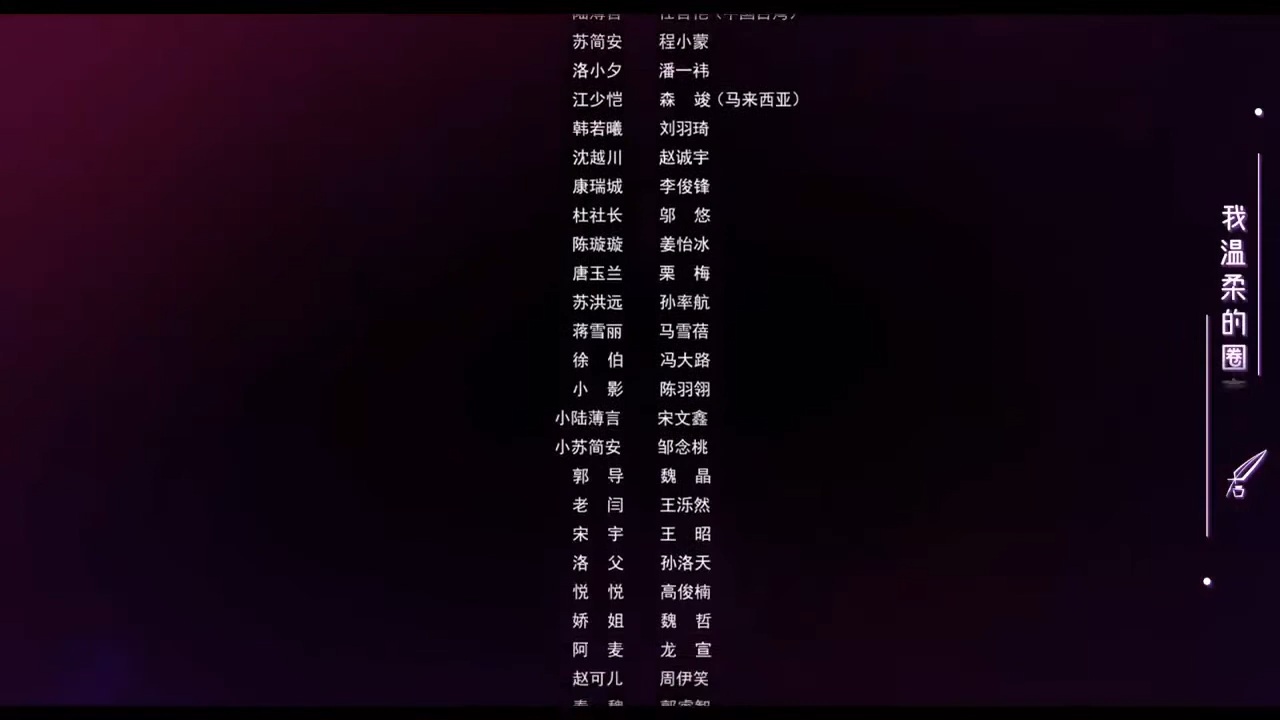 苏简安 程小蒙
洛小夕 潘一祎
江少恺 森 竣（马来西亚）
韩若曦 刘羽琦
沈越川 赵诚宇
康瑞城 李俊锋
杜社长 邬 悠
陈璇璇 姜怡冰
唐玉兰 栗 梅
苏洪远 孙率航
蒋雪丽 马雪蓓
徐 伯 冯大路
小 影 陈羽翎
小陆薄言 宋文鑫
小苏简安 邹念桃
郭 导 魏 晶
老 闫 王泺然
宋 宇 王 昭
洛 父 孙洛天
悦 悦 高俊楠
娇 姐 魏 哲
阿 麦 龙 宣
赵可儿 周伊笑
我温柔的圈